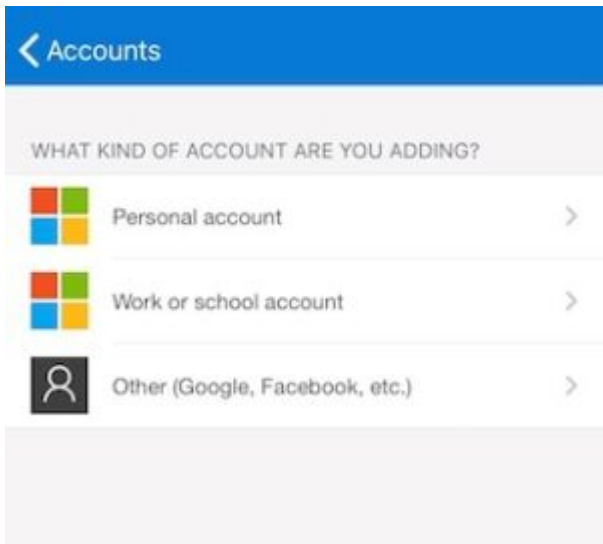 Accounts
WHAT KIND OF ACCOUNT ARE YOU ADDING?
Personal account
Work or school account
Other (Google, Facebook, etc.)